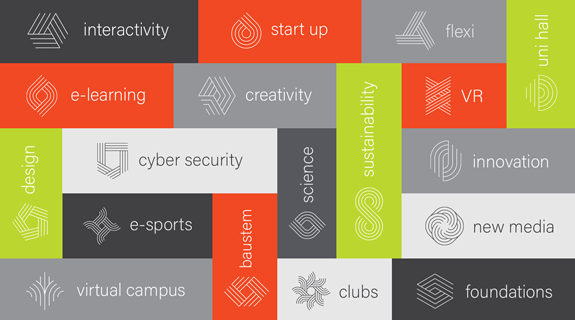 interactivity
start up
flexi
uni hall
e-learning
creativity
sustainability
VR
design
cyber security
science
innovation
e-sports
baustem
new media
virtual campus
clubs
foundations